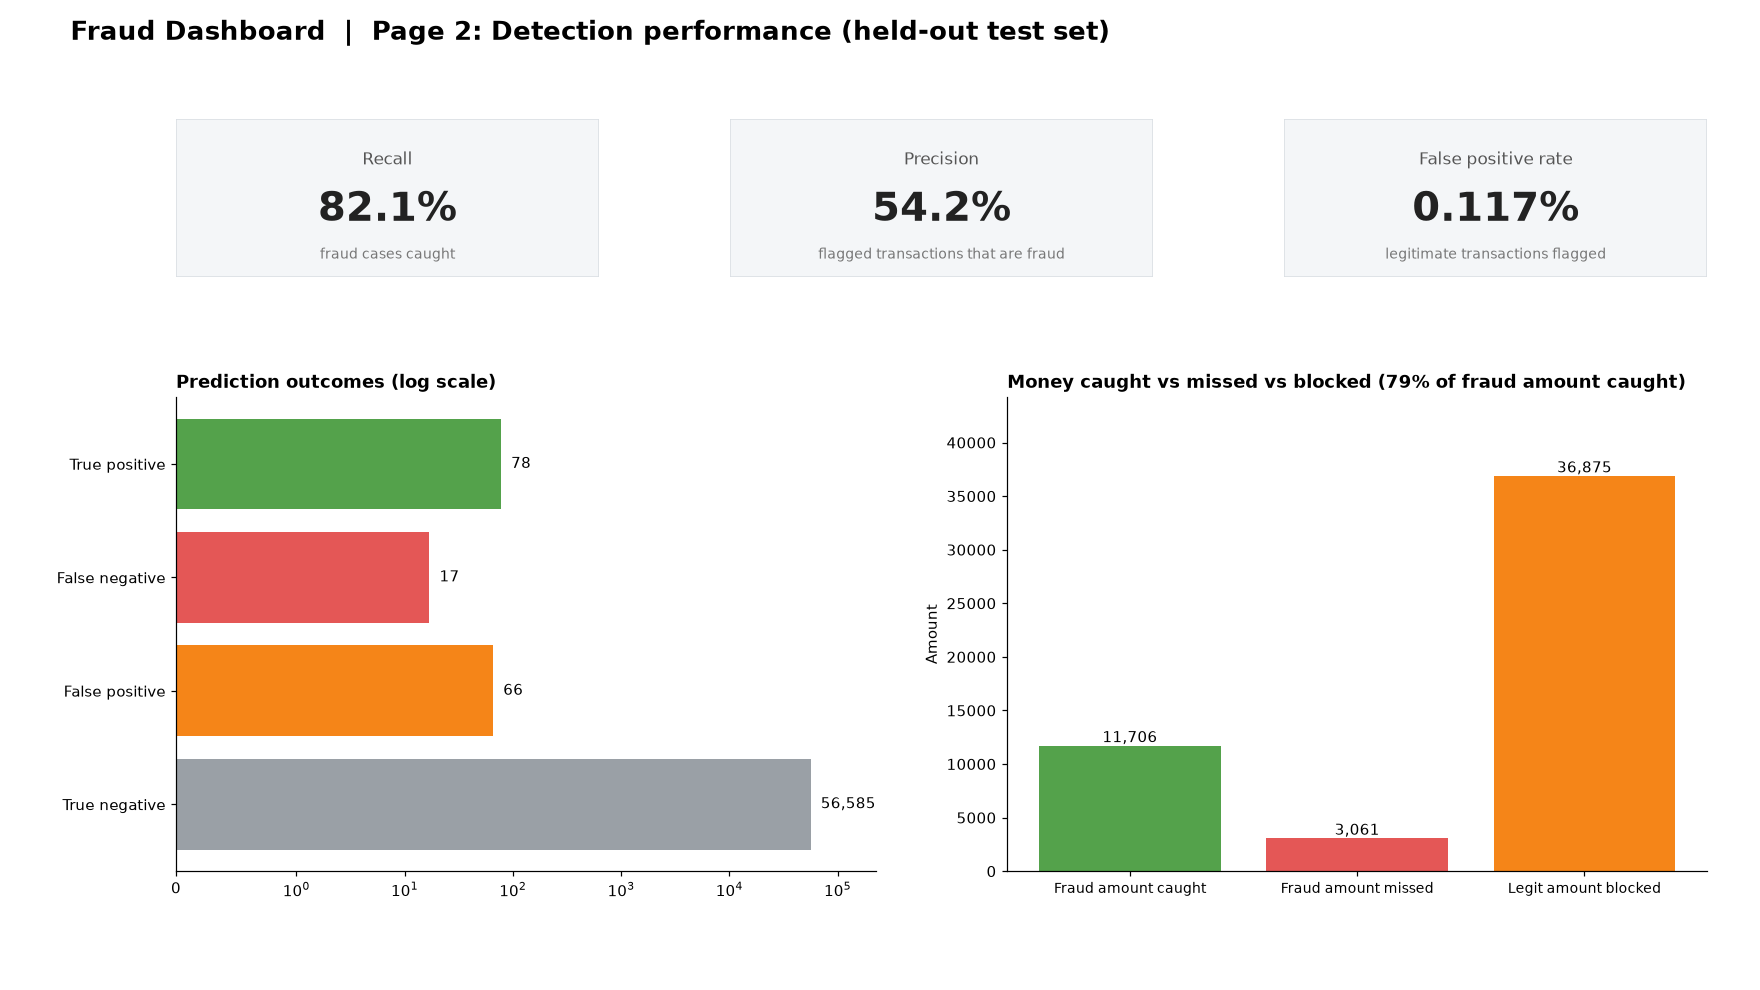 Fraud Dashboard | Page 2: Detection performance (held-out test set)
Recall
82.1%
fraud cases caught
Precision
54.2%
flagged transactions that are fraud
False positive rate
0.117%
legitimate transactions flagged
Prediction outcomes (log scale)
True positive
78
False negative
17
False positive
66
True negative
56,585
0
10⁰
10¹
10²
10³
10⁴
10⁵
Money caught vs missed vs blocked (79% of fraud amount caught)
Amount
40000
35000
30000
25000
20000
15000
10000
5000
0
11,706
3,061
36,875
Fraud amount caught
Fraud amount missed
Legit amount blocked